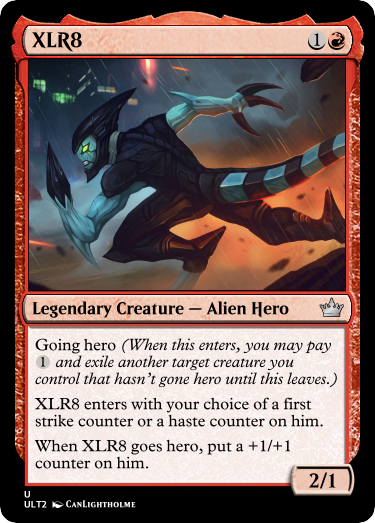 XLR8 1
Legendary Creature — Alien Hero
Going hero (When this enters, you may pay
1 and exile another target creature you
control that hasn't gone hero until this leaves.)
XLR8 enters with your choice of a first
strike counter or a haste counter on him.
When XLR8 goes hero, put a +1/+1
counter on him.
2/1
U
ULT2 CanLightholme